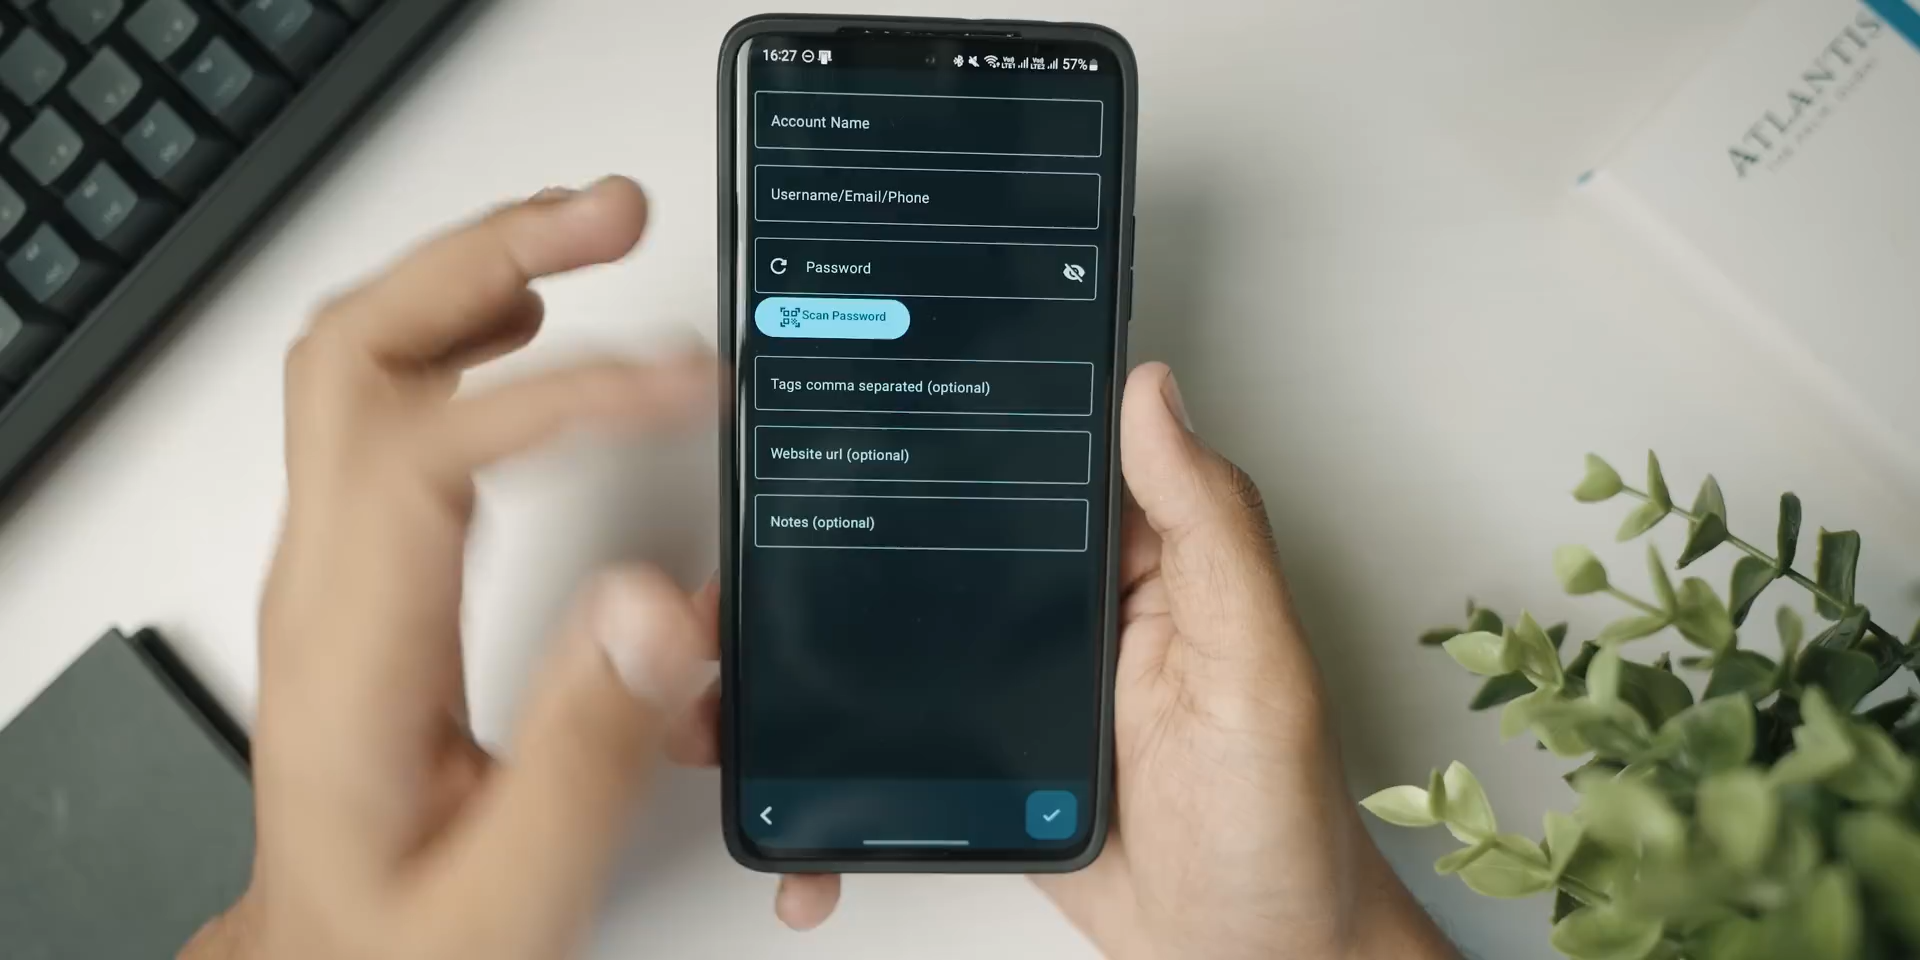 16:27
57%
Account Name
Username/Email/Phone
Password
Scan Password
Tags comma separated (optional)
Website url (optional)
Notes (optional)
ATLANTIS